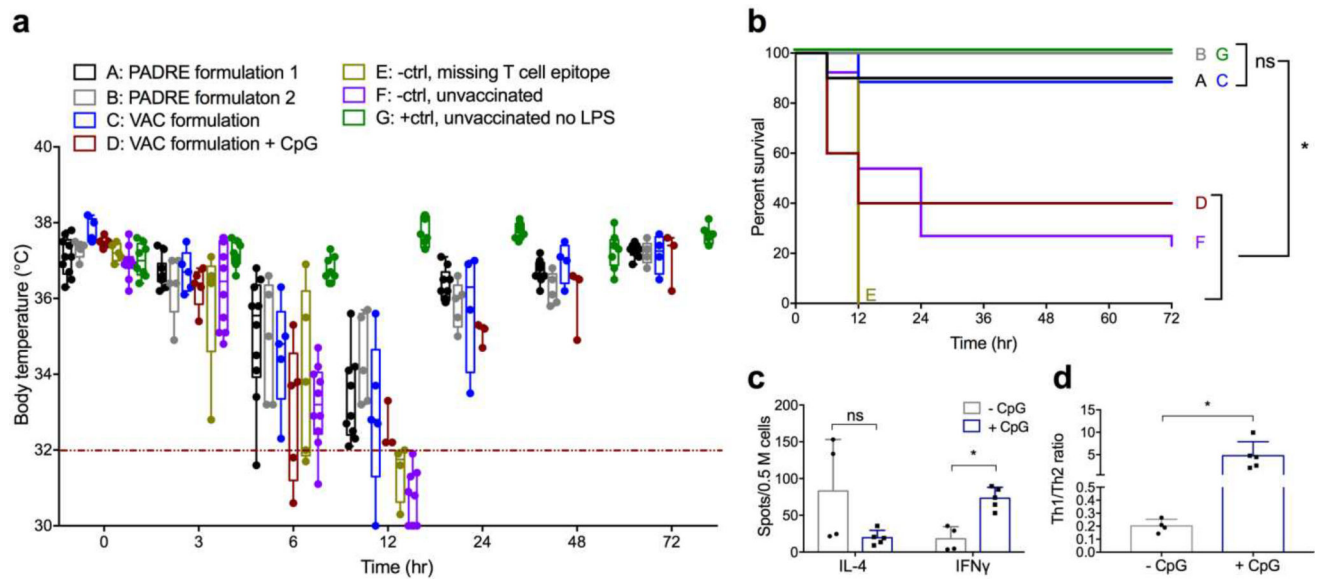 a
A: PADRE formulation 1
B: PADRE formulaton 2
C: VAC formulation
D: VAC formulation + CpG
E: -ctrl, missing T cell epitope
F: -ctrl, unvaccinated
G: +ctrl, unvaccinated no LPS
Body temperature (°C)
40
38
36
34
32
30
0 3 6 12 24 48 72
Time (hr)
b
Percent survival
100
80
60
40
20
0
0 12 24 36 48 60 72
Time (hr)
B G
A C
D
F
E
ns
*
c
Spots/0.5 M cells
200
150
100
50
0
ns
*
- CpG
+ CpG
IL-4 IFNγ
d
Th1/Th2 ratio
15
10
5
0.5
0.4
0.3
0.2
0.1
0.0
*
- CpG + CpG